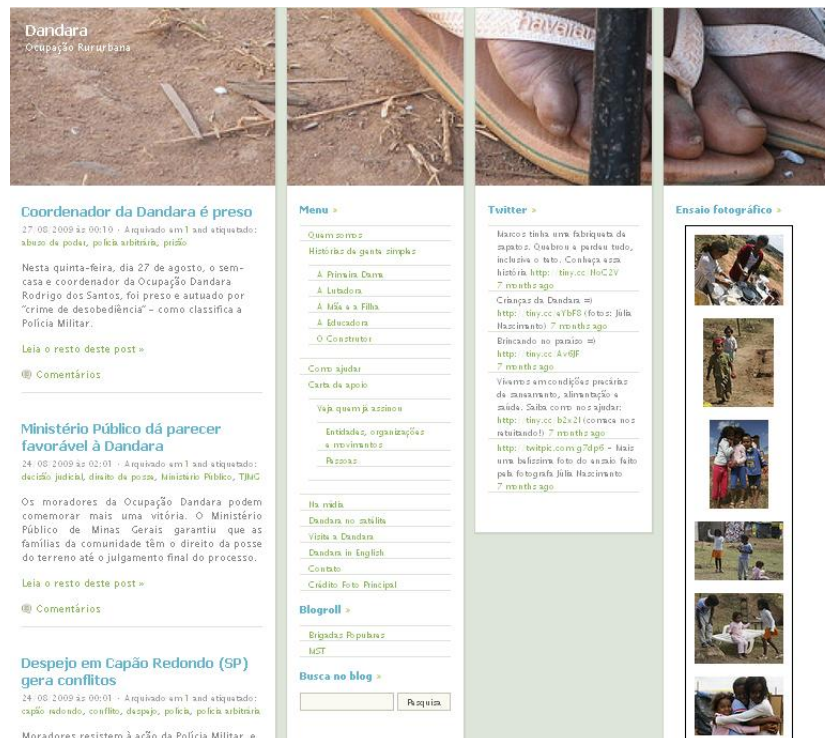 Dandara
Ocupação Rururbana
havaianas
Coordenador da Dandara é preso
27/08/2009 às 00:10 · Arquivado em 1 and etiquetado:
abuso de poder, polícia arbitrária, prisão
Nesta quinta-feira, dia 27 de agosto, o sem-
casa e coordenador da Ocupação Dandara
Rodrigo dos Santos, foi preso e autuado por
“crime de desobediência” – como classifica a
Polícia Militar.
Leia o resto deste post »
Comentários
Ministério Público dá parecer
favorável à Dandara
24/08/2009 às 02:01 · Arquivado em 1 and etiquetado:
decisão judicial, direito de posse, Ministério Público, TJMG
Os moradores da Ocupação Dandara podem
comemorar mais uma vitória. O Ministério
Público de Minas Gerais garantiu que as
famílias da comunidade têm o direito da posse
do terreno até o julgamento final do processo.
Leia o resto deste post »
Comentários
Despejo em Capão Redondo (SP)
gera conflitos
24/08/2009 às 00:01 · Arquivado em 1 and etiquetado:
capão redondo, conflito, despejo, polícia, polícia arbitrária
Moradores resistem à ação da Polícia Militar, e
Menu »
Quem somos
Histórias de gente simples
A Primeira Dama
A Lutadora
A Mãe e a Filha
A Educadora
O Construtor
Como ajudar
Carta de apoio
Veja quem já assinou
Entidades, organizações
e movimentos
Pessoas
Na mídia
Dandara no satélite
Visite a Dandara
Dandara in English
Contato
Crédito Foto Principal
Blogroll »
Brigadas Populares
MST
Busca no blog »
Pesquisa
Twitter »
Marcos tinha uma fabriqueta de
sapatos. Quebrou e perdeu tudo,
inclusive o teto. Conheça essa
história http://tiny.cc/HoC2V
7 months ago
Crianças da Dandara =)
http://tiny.cc/eYbF8 (fotos: Júlia
Nascimento) 7 months ago
Brincando no paraíso =)
http://tiny.cc/Av6JF
7 months ago
Vivemos em condições precárias
de saneamento, alimentação e
saúde. Saiba como nos ajudar:
http://tiny.cc/b2x2I (comece nos
retuitando!) 7 months ago
http://twitpic.com/g7dp6 - Mais
uma belíssima foto do ensaio feito
pela fotógrafa Júlia Nascimento
7 months ago
Ensaio fotográfico »